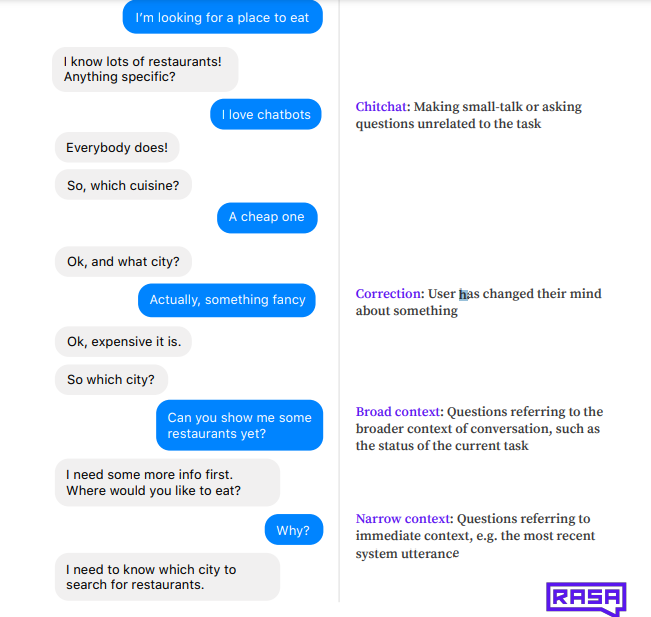 I'm looking for a place to eat
I know lots of restaurants!
Anything specific?
I love chatbots
Chitchat: Making small-talk or asking
questions unrelated to the task
Everybody does!
So, which cuisine?
A cheap one
Ok, and what city?
Actually, something fancy
Correction: User has changed their mind
about something
Ok, expensive it is.
So which city?
Can you show me some
restaurants yet?
Broad context: Questions referring to the
broader context of conversation, such as
the status of the current task
I need some more info first.
Where would you like to eat?
Why?
Narrow context: Questions referring to
immediate context, e.g. the most recent
system utterance
I need to know which city to
search for restaurants.
RASA